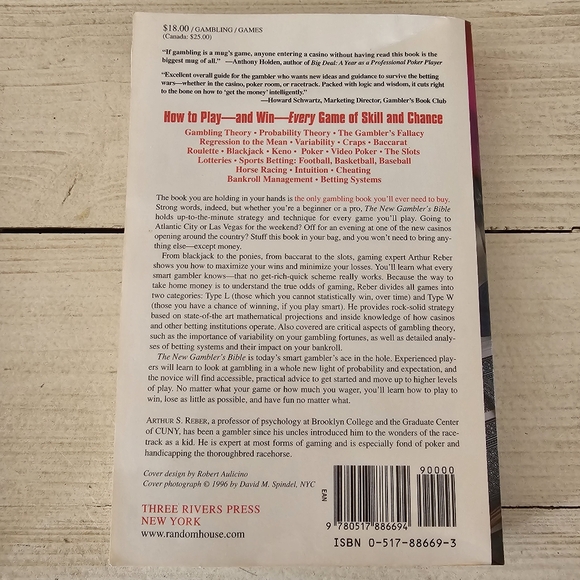 $18.00 / GAMBLING / GAMES
(Canada: $25.00)
"If gambling is a mug's game, anyone entering a casino without having read this book is the
biggest mug of all." —Anthony Holden, author of Big Deal: A Year as a Professional Poker Player
"Excellent overall guide for the gambler who wants new ideas and guidance to survive the betting
wars—whether in the casino, poker room, or racetrack. Packed with logic and wisdom, it cuts right
to the bone on how to 'get the money' intelligently."
—Howard Schwartz, Marketing Director, Gambler's Book Club
How to Play—and Win—Every Game of Skill and Chance
Gambling Theory • Probability Theory • The Gambler's Fallacy
Regression to the Mean • Variability • Craps • Baccarat
Roulette • Blackjack • Keno • Poker • Video Poker • The Slots
Lotteries • Sports Betting: Football, Basketball, Baseball
Horse Racing • Intuition • Cheating
Bankroll Management • Betting Systems
The book you are holding in your hands is the only gambling book you'll ever need to buy.
Strong words, indeed, but whether you're a beginner or a pro, The New Gambler's Bible
holds up-to-the-minute strategy and technique for every game you'll play. Going to
Atlantic City or Las Vegas for the weekend? Off for an evening at one of the new casinos
opening around the country? Stuff this book in your bag, and you won't need to bring any-
thing else—except money.
From blackjack to the ponies, from baccarat to the slots, gaming expert Arthur Reber
shows you how to maximize your wins and minimize your losses. You'll learn what every
smart gambler knows—that no get-rich-quick scheme really works. Because the way to
take home money is to understand the true odds of gaming, Reber divides all games into
two categories: Type L (those which you cannot statistically win, over time) and Type W
(those you have a chance of winning, if you play smart). He provides rock-solid strategy
based on state-of-the art mathematical projections and inside knowledge of how casinos
and other betting institutions operate. Also covered are critical aspects of gambling theory,
such as the importance of variability on your gambling fortunes, as well as detailed analy-
ses of betting systems and their impact on your bankroll.
The New Gambler's Bible is today's smart gambler's ace in the hole. Experienced play-
ers will learn to look at gambling in a whole new light of probability and expectation, and
the novice will find accessible, practical advice to get started and move up to higher levels
of play. No matter what your game or how much you wager, you'll learn how to play to
win, lose as little as possible, and have fun no matter what.
ARTHUR S. REBER, a professor of psychology at Brooklyn College and the Graduate Center
of CUNY, has been a gambler since his uncles introduced him to the wonders of the race-
track as a kid. He is expert at most forms of gaming and is especially fond of poker and
handicapping the thoroughbred racehorse.
Cover design by Robert Aulicino
Cover photograph © 1996 by David M. Spindel, NYC
THREE RIVERS PRESS
NEW YORK
www.randomhouse.com
EAN
90000
9 780517 886694
ISBN 0-517-88669-3